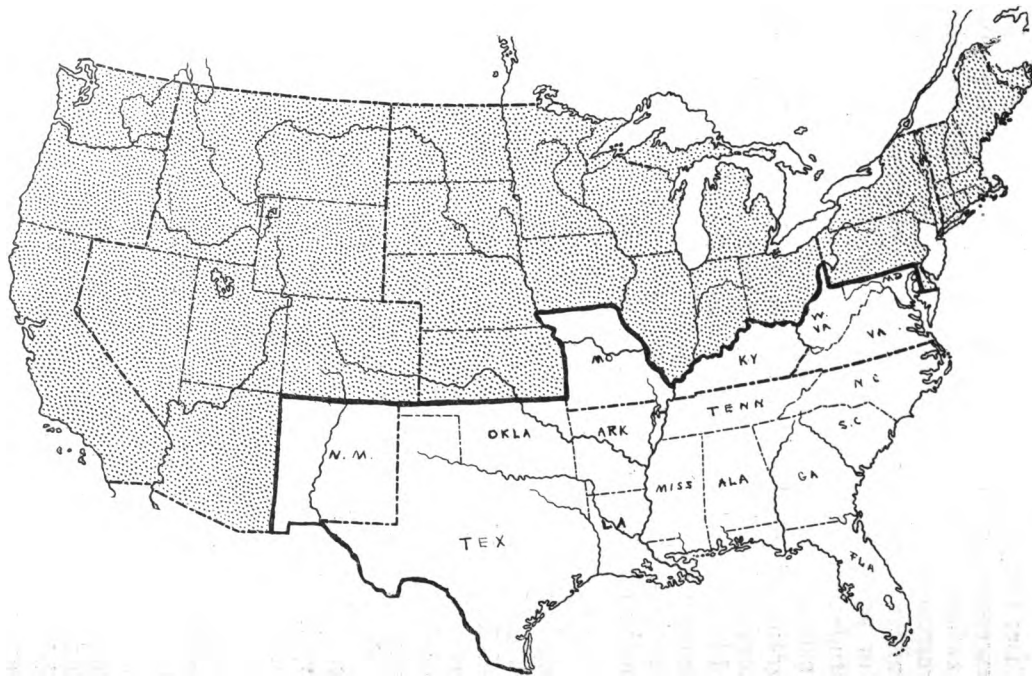 MD
W.
VA
VA
MO
KY
N C
TENN
S.C
OKLA
ARK
N. M.
MISS
ALA
GA
LA
TEX
FLA